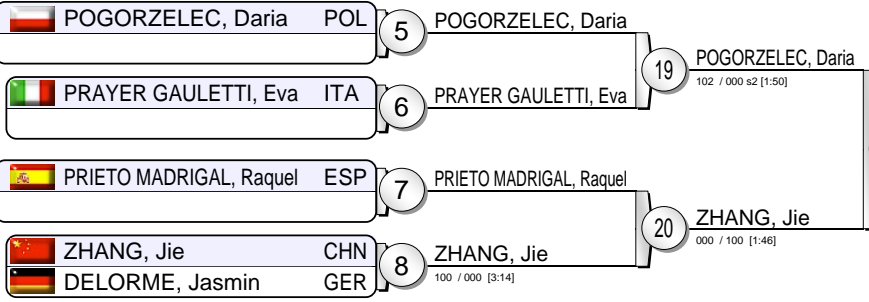 POGORZELEC, Daria POL
5
POGORZELEC, Daria
19
POGORZELEC, Daria
102 / 000 s2 [1:50]
PRAYER GAULETTI, Eva ITA
6
PRAYER GAULETTI, Eva
PRIETO MADRIGAL, Raquel ESP
7
PRIETO MADRIGAL, Raquel
20
ZHANG, Jie
000 / 100 [1:46]
ZHANG, Jie CHN
DELORME, Jasmin GER
8
ZHANG, Jie
100 / 000 [3:14]